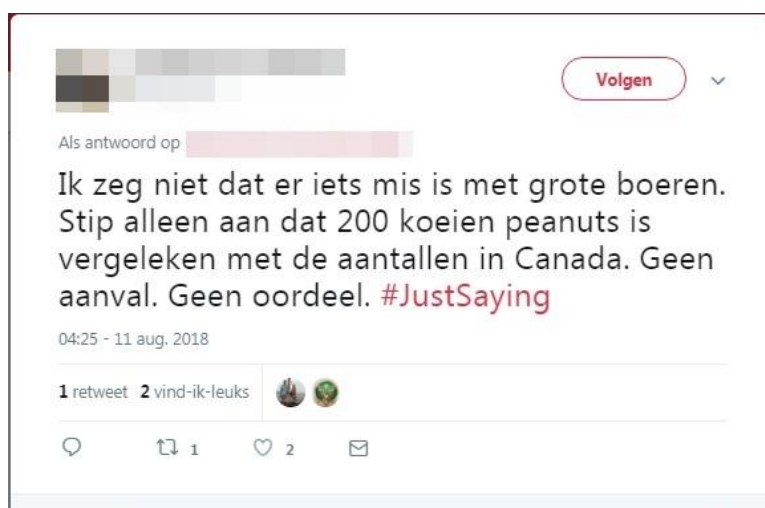 Volgen
Als antwoord op
Ik zeg niet dat er iets mis is met grote boeren.
Stip alleen aan dat 200 koeien peanuts is
vergeleken met de aantallen in Canada. Geen
aanval. Geen oordeel. #JustSaying
04:25 - 11 aug. 2018
1 retweet 2 vind-ik-leuks
1 2